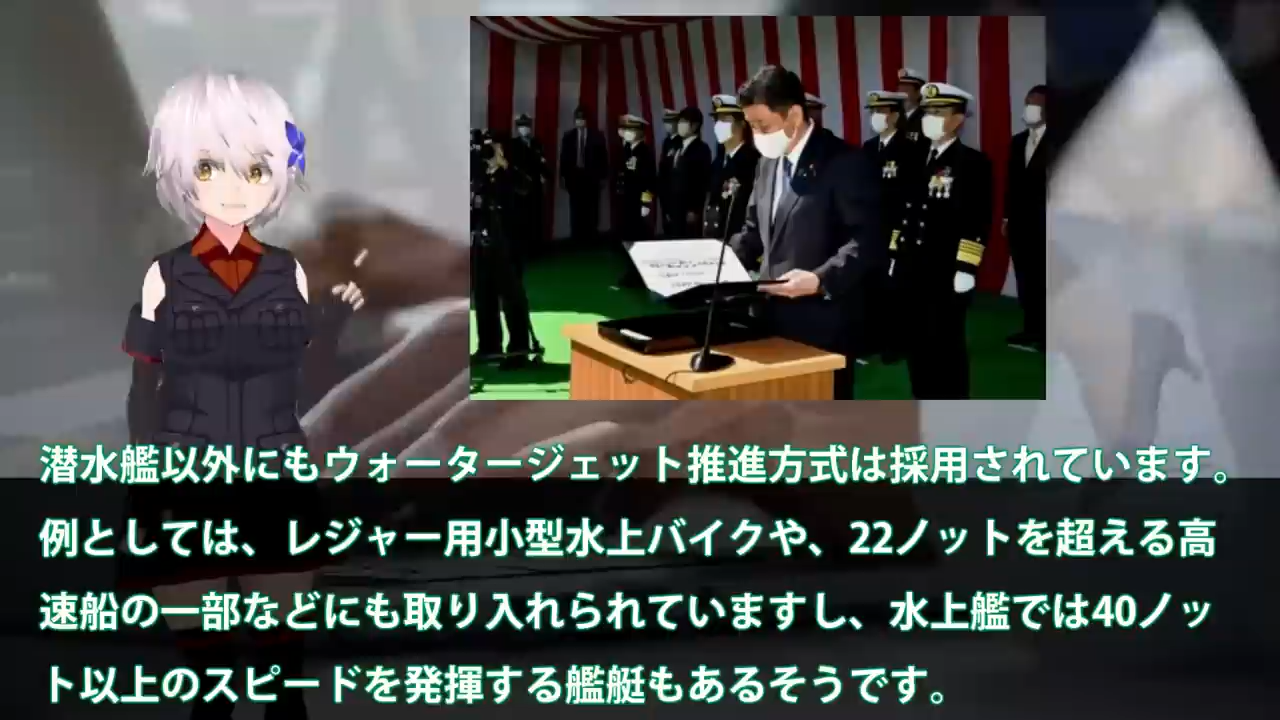 潜水艦以外にもウォータージェット推進方式は採用されています。
例としては、レジャー用小型水上バイクや、22ノットを超える高
速船の一部などにも取り入れられていますし、水上艦では40ノッ
ト以上のスピードを発揮する艦艇もあるそうです。